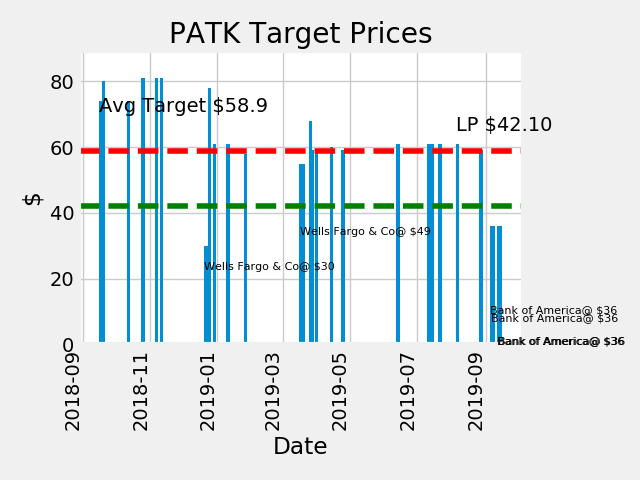 PATK Target Prices
80
Avg Target $58.9
LP $42.10
60
$
40
Wells Fargo & Co@ $49
Wells Fargo & Co@ $30
20
Bank of America@ $36
Bank of America@ $36
Bank of America@ $36
0
2018-09
2018-11
2019-01
2019-03
2019-05
2019-07
2019-09
Date